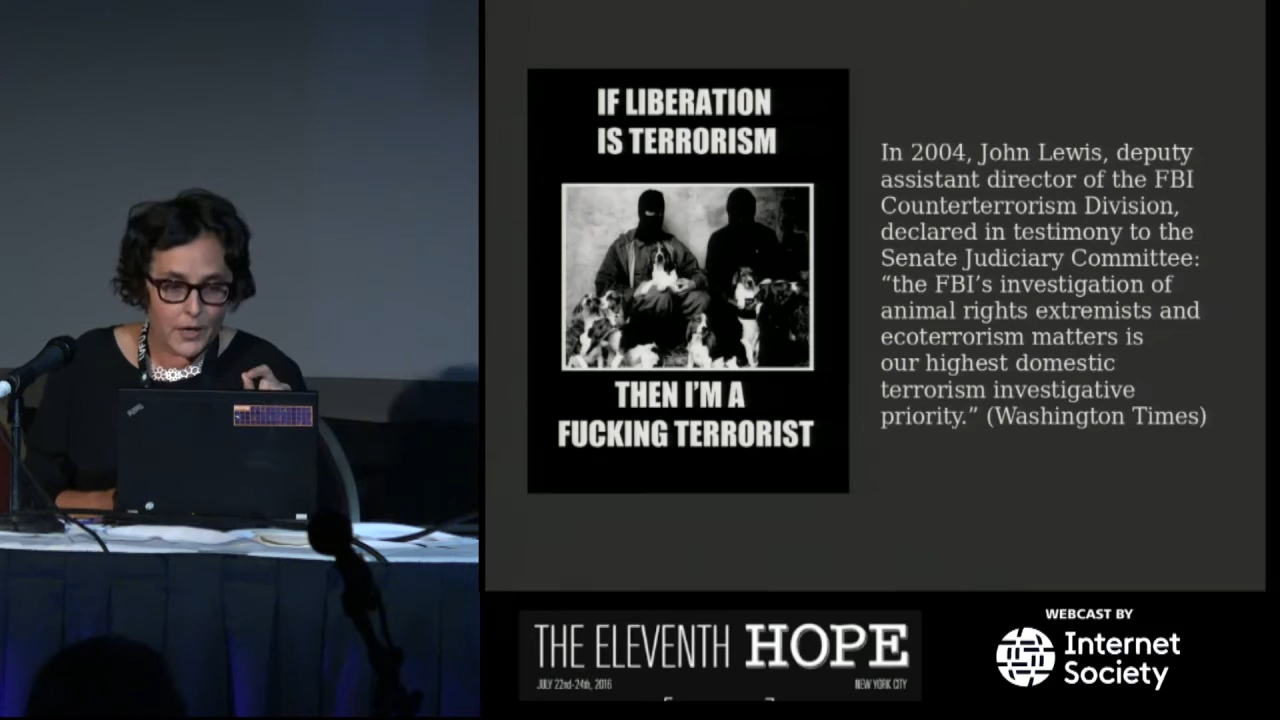 IF LIBERATION
IS TERRORISM
THEN I'M A
FUCKING TERRORIST
In 2004, John Lewis, deputy
assistant director of the FBI
Counterterrorism Division,
declared in testimony to the
Senate Judiciary Committee:
“the FBI’s investigation of
animal rights extremists and
ecoterrorism matters is
our highest domestic
terrorism investigative
priority.” (Washington Times)
THE ELEVENTH HOPE
JULY 22nd-24th, 2016 NEW YORK CITY
WEBCAST BY
Internet
Society